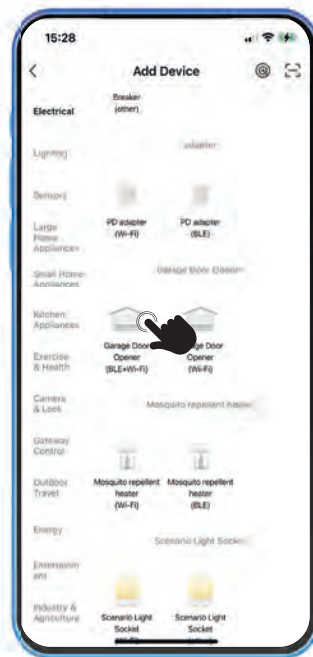 15:28
Add Device
Electrical
Lighting
Sensors
Large
Home
Appliances
Small Home
Appliances
Kitchen
Appliances
Exercise
& Health
Camera
& Lock
Gateway
Control
Outdoor
Travel
Energy
Entertainm
ent
Industry &
Agriculture
Breaker
(other)
adapter
PD adapter
(Wi-Fi)
PD adapter
(BLE)
Garage Door Opener
Garage Door
Opener
(BLE+Wi-Fi)
Door
Opener
(Wi-Fi)
Mosquito repellent heater
Mosquito repellent
heater
(Wi-Fi)
Mosquito repellent
heater
(BLE)
Scenario Light Socket
Scenario Light
Socket
Scenario Light
Socket